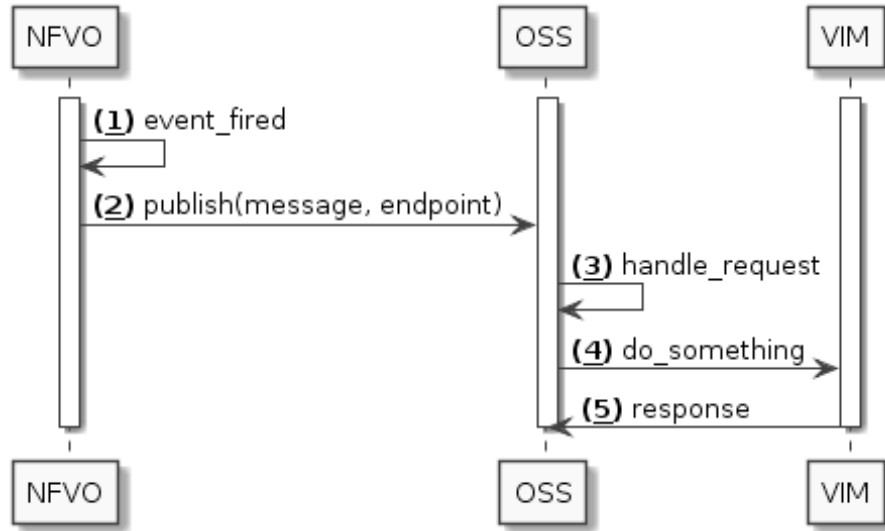 NFVO OSS VIM
(1) event_fired
(2) publish(message, endpoint)
(3) handle_request
(4) do_something
(5) response
NFVO OSS VIM